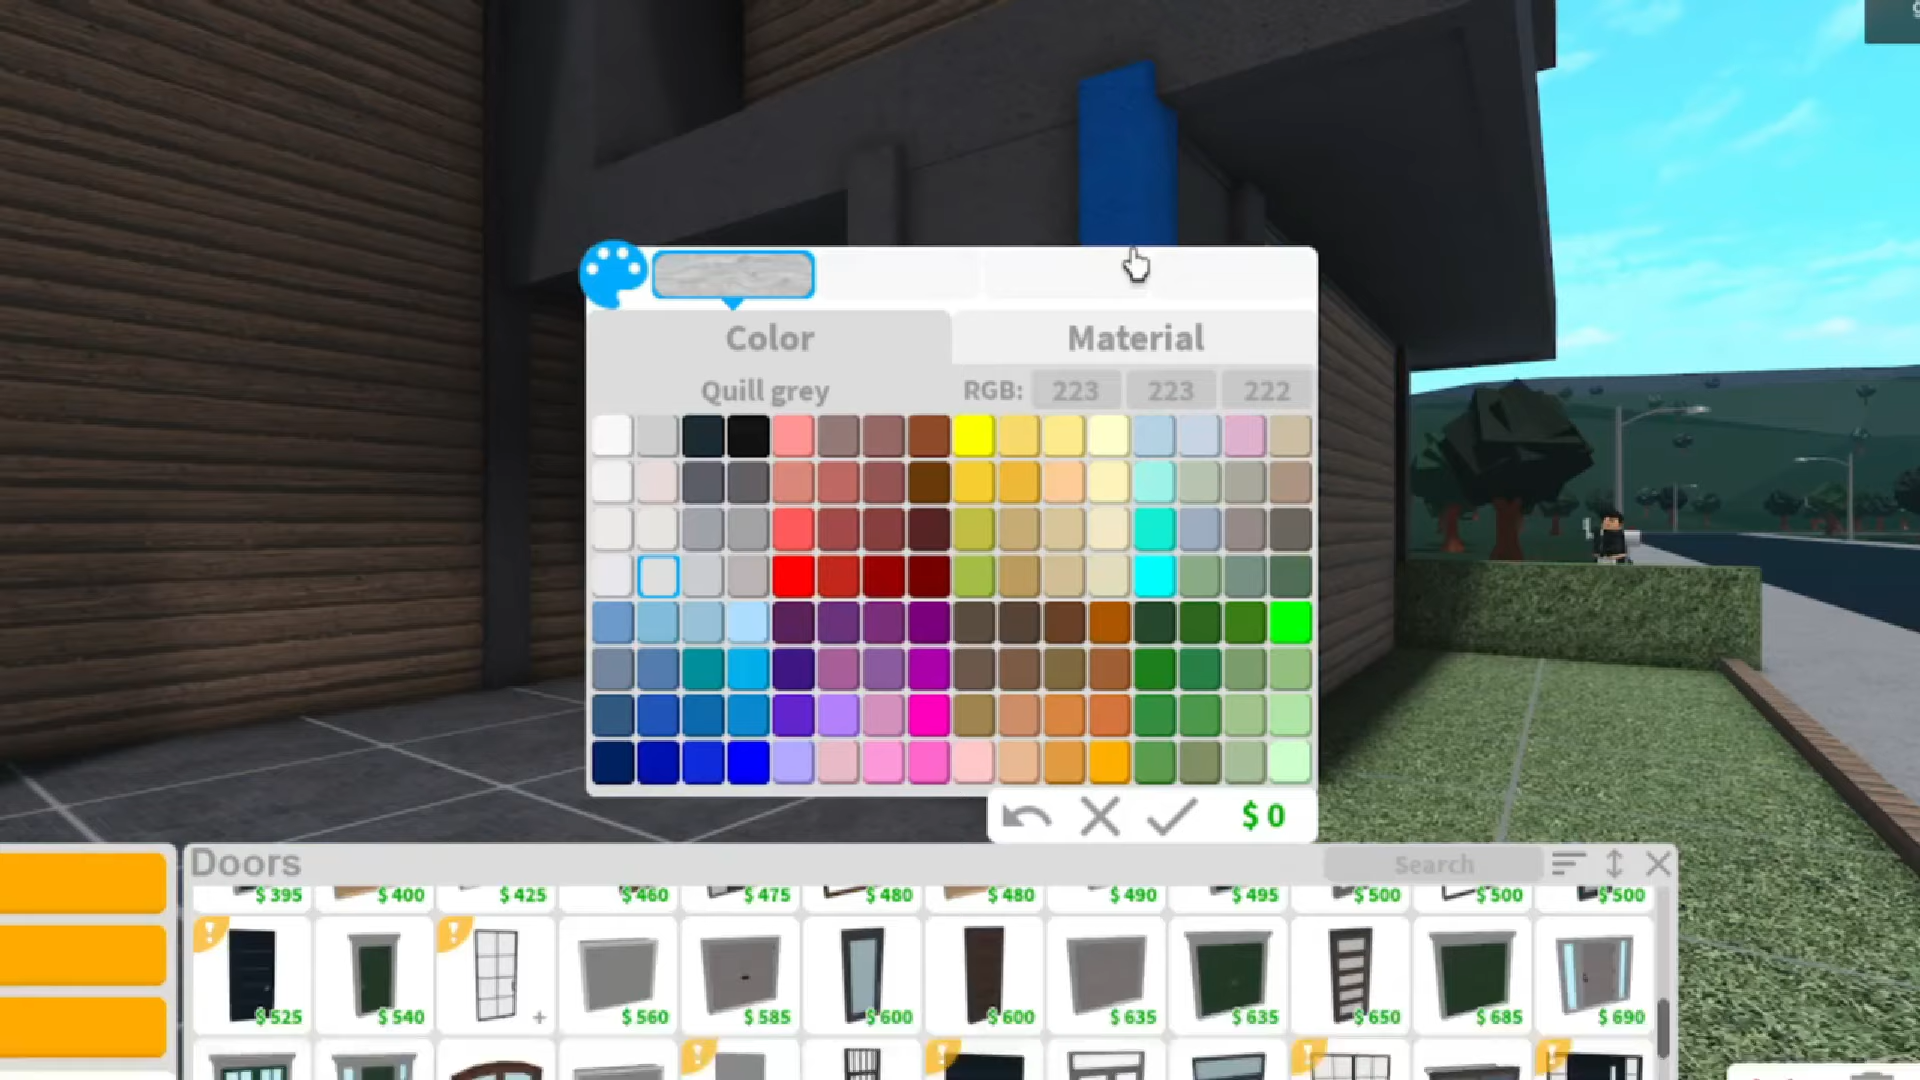 Color
Material
Quill grey
RGB: 223 223 222
$ 0
Doors
Search
$ 395 $ 400 $ 425 $ 460 $ 475 $ 480 $ 480 $ 490 $ 495 $ 500 $ 500 $ 500
! !
$ 525 $ 540 + $ 560 $ 585 $ 600 $ 600 $ 635 $ 635 $ 650 $ 685 $ 690
! ! ! !